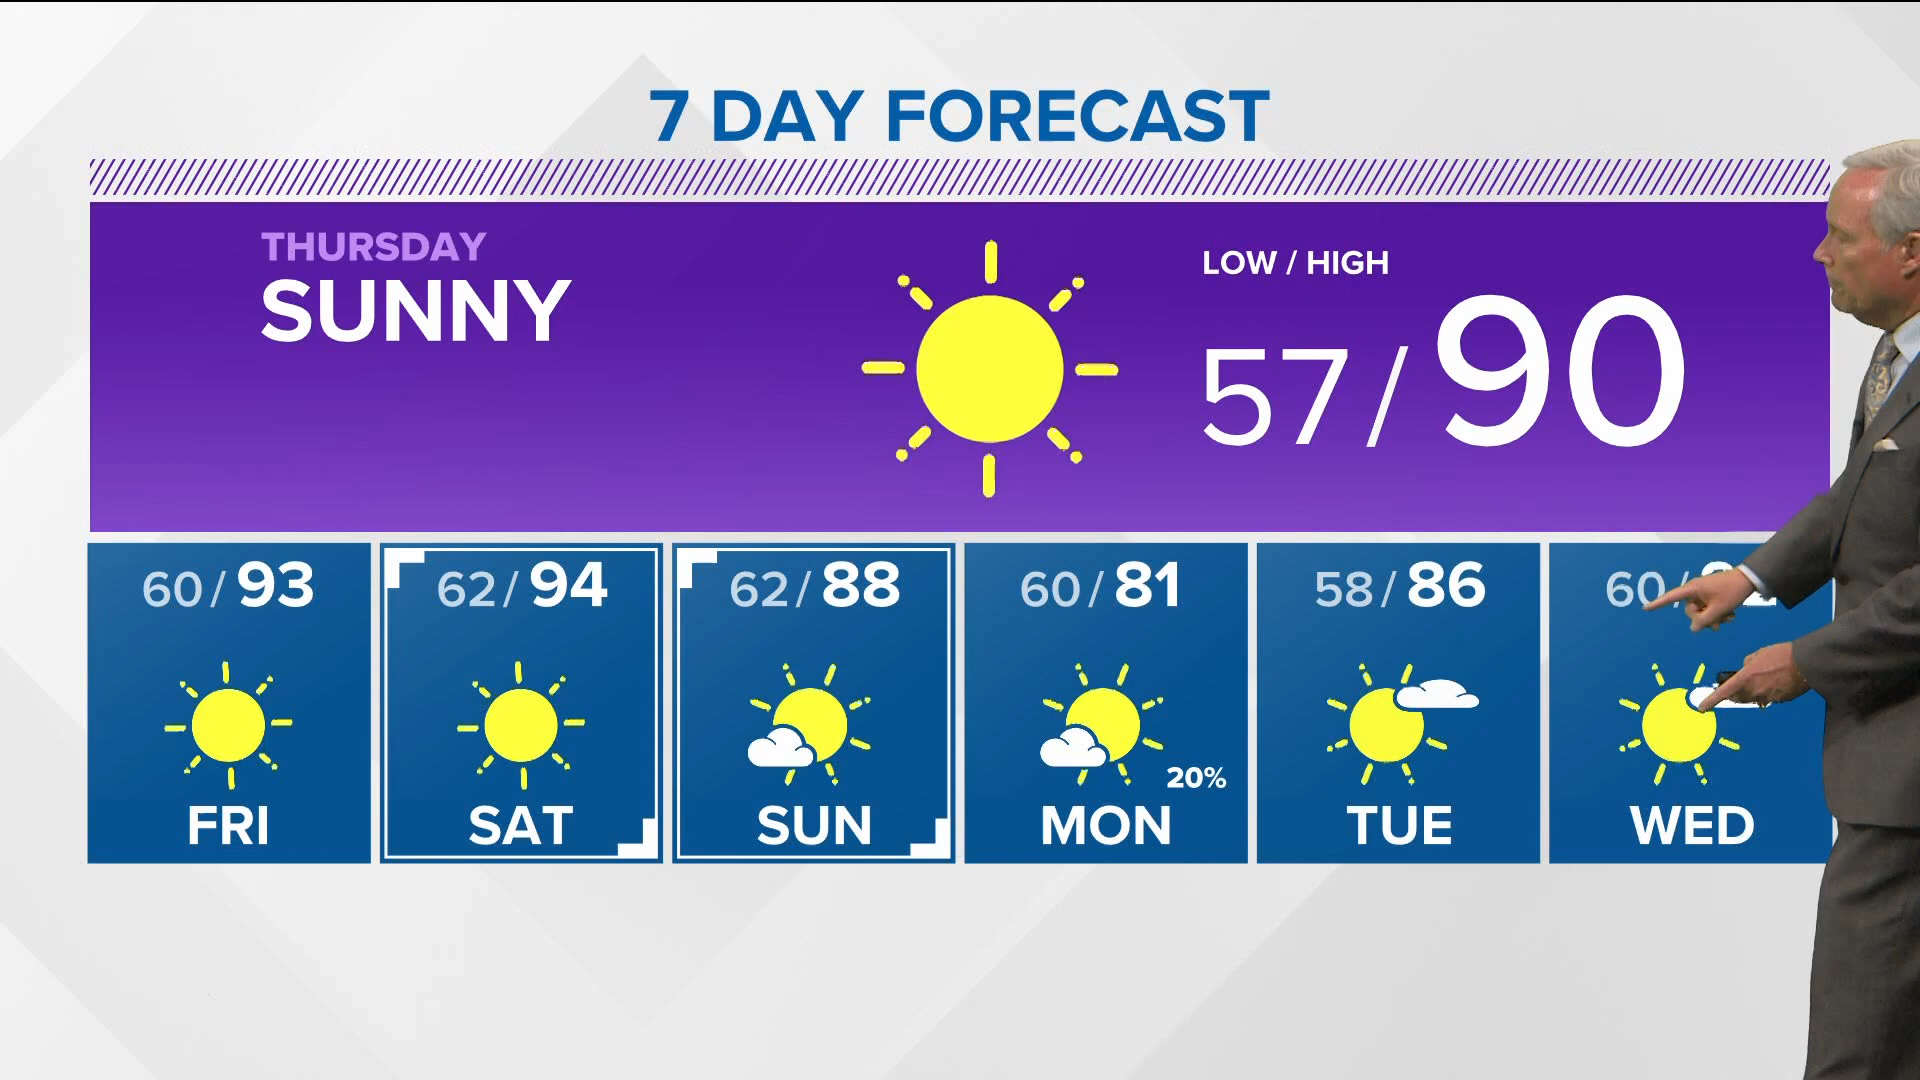 7 DAY FORECAST
THURSDAY
SUNNY
LOW / HIGH
57/90
60/93
62/94
62/88
60/81
58/86
60/
20%
FRI
SAT
SUN
MON
TUE
WED